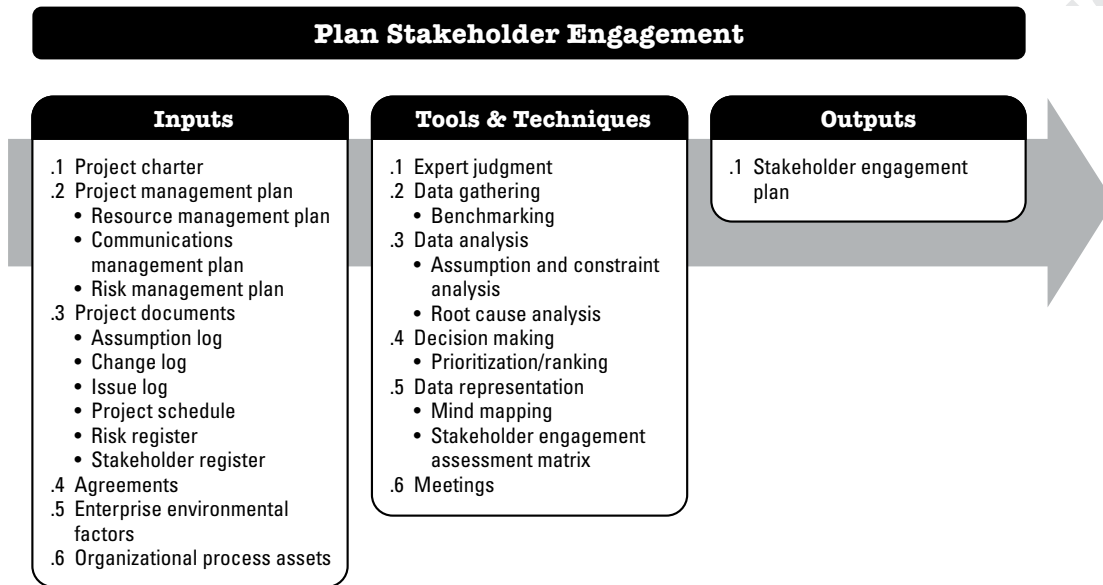 Plan Stakeholder Engagement
Inputs
.1 Project charter
.2 Project management plan
• Resource management plan
• Communications
management plan
• Risk management plan
.3 Project documents
• Assumption log
• Change log
• Issue log
• Project schedule
• Risk register
• Stakeholder register
.4 Agreements
.5 Enterprise environmental
factors
.6 Organizational process assets
Tools & Techniques
.1 Expert judgment
.2 Data gathering
• Benchmarking
.3 Data analysis
• Assumption and constraint
analysis
• Root cause analysis
.4 Decision making
• Prioritization/ranking
.5 Data representation
• Mind mapping
• Stakeholder engagement
assessment matrix
.6 Meetings
Outputs
.1 Stakeholder engagement
plan